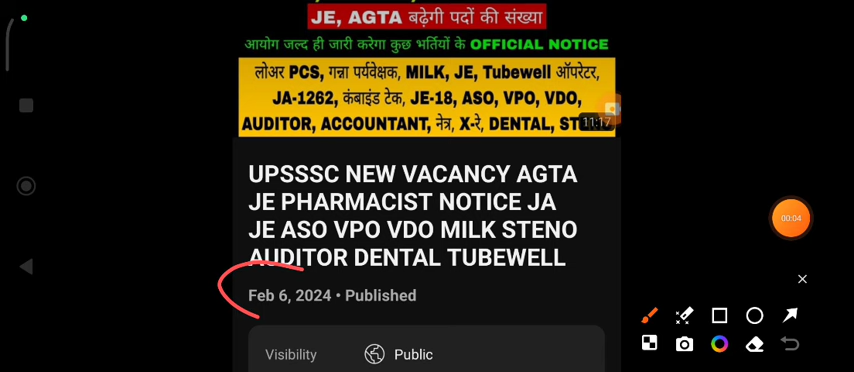 JE, AGTA बढ़ेगी पदों की संख्या
आयोग जल्द ही जारी करेगा कुछ भर्तियों के OFFICIAL NOTICE
लोअर PCS, गन्ना पर्यवेक्षक, MILK, JE, Tubewell ऑपरेटर,
JA-1262, कंबाइंड टेक, JE-18, ASO, VPO, VDO,
AUDITOR, ACCOUNTANT, नेत्र, X-रे, DENTAL,
11:17
UPSSSC NEW VACANCY AGTA
JE PHARMACIST NOTICE JA
JE ASO VPO VDO MILK STENO
AUDITOR DENTAL TUBEWELL
Feb 6, 2024 • Published
Visibility Public
00:04